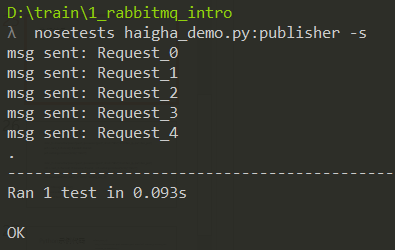 D:\train\1_rabbitmq_intro
λ nosetests haigha_demo.py:publisher -s
msg sent: Request_0
msg sent: Request_1
msg sent: Request_2
msg sent: Request_3
msg sent: Request_4
.
----------------------------------------------------------------------
Ran 1 test in 0.093s
OK